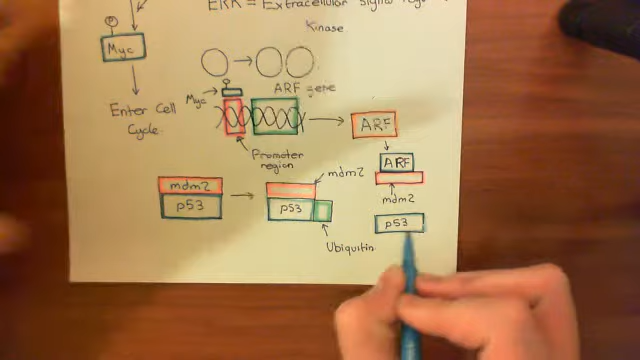 ERK = Extracellular signal
Kinase
P
Myc
Enter Cell
Cycle
ARF gene
Myc
ARF
Promoter
region
ARF
mdm2
mdm2
mdm2
p53
p53
p53
Ubiquitin